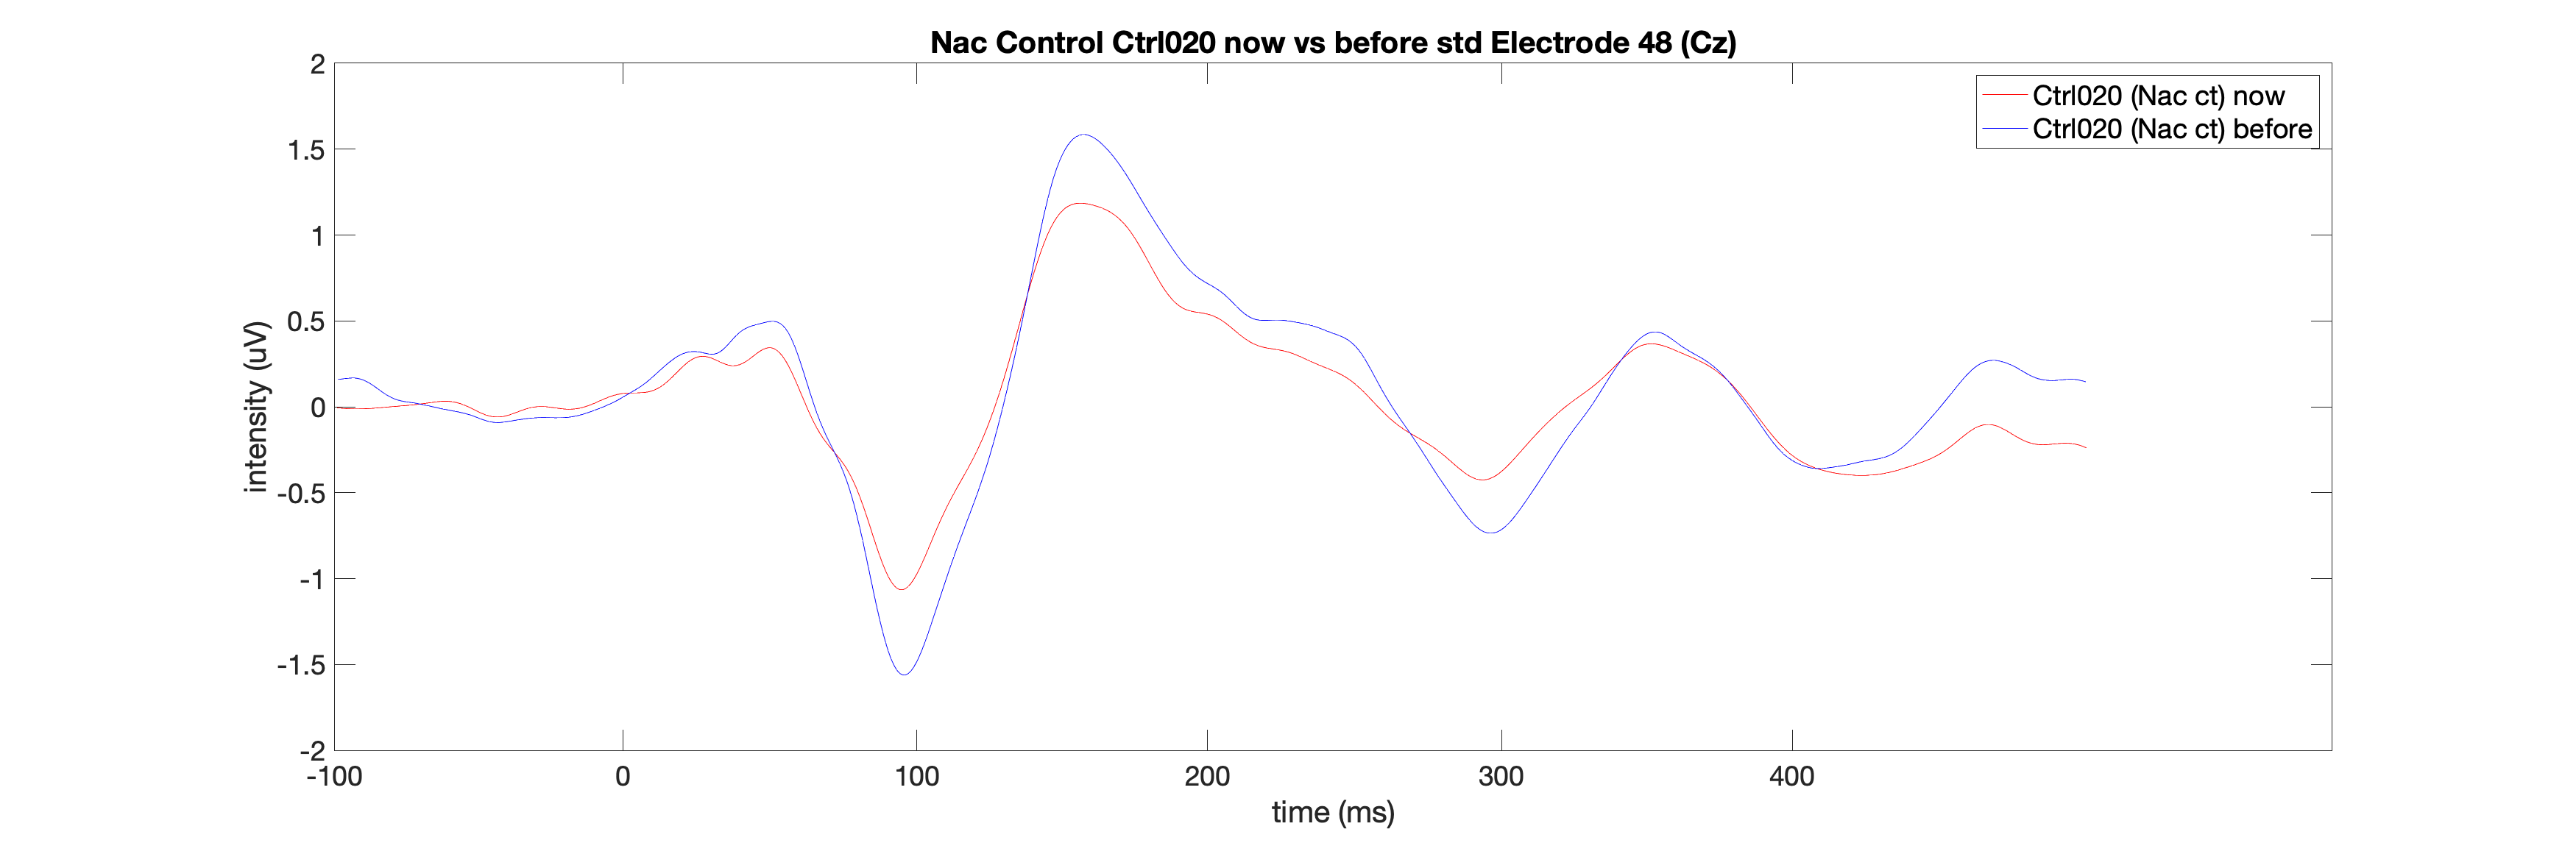 Nac Control Ctrl020 now vs before std Electrode 48 (Cz)
2
1.5
1
0.5
0
-0.5
-1
-1.5
-2
intensity (uV)
Ctrl020 (Nac ct) now
Ctrl020 (Nac ct) before
-100 0 100 200 300 400
time (ms)